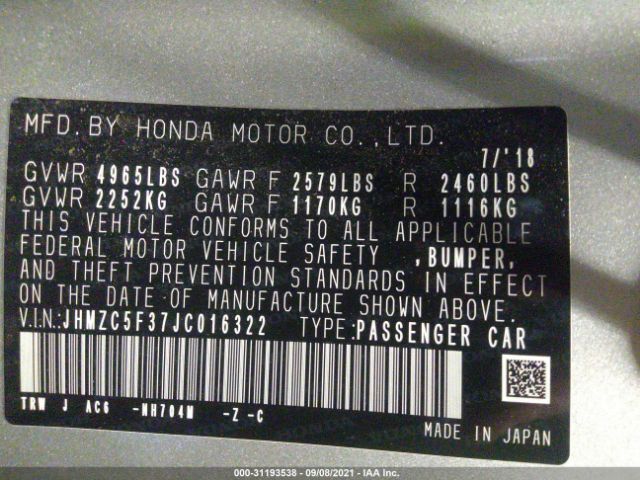 MFD. BY HONDA MOTOR CO., LTD.
7/'18
GVWR 4965LBS GAWR F 2579LBS R 2460LBS
GVWR 2252KG GAWR F 1170KG R 1116KG
THIS VEHICLE CONFORMS TO ALL APPLICABLE
FEDERAL MOTOR VEHICLE SAFETY , BUMPER,
AND THEFT PREVENTION STANDARDS IN EFFECT
ON THE DATE OF MANUFACTURE SHOWN ABOVE.
V.I.N.: JHMZC5F37JC016322 TYPE: PASSENGER CAR
TRW J AC6 -NH704M -Z -C
MADE IN JAPAN
000-31193538 - 09/08/2021 - IAA Inc.